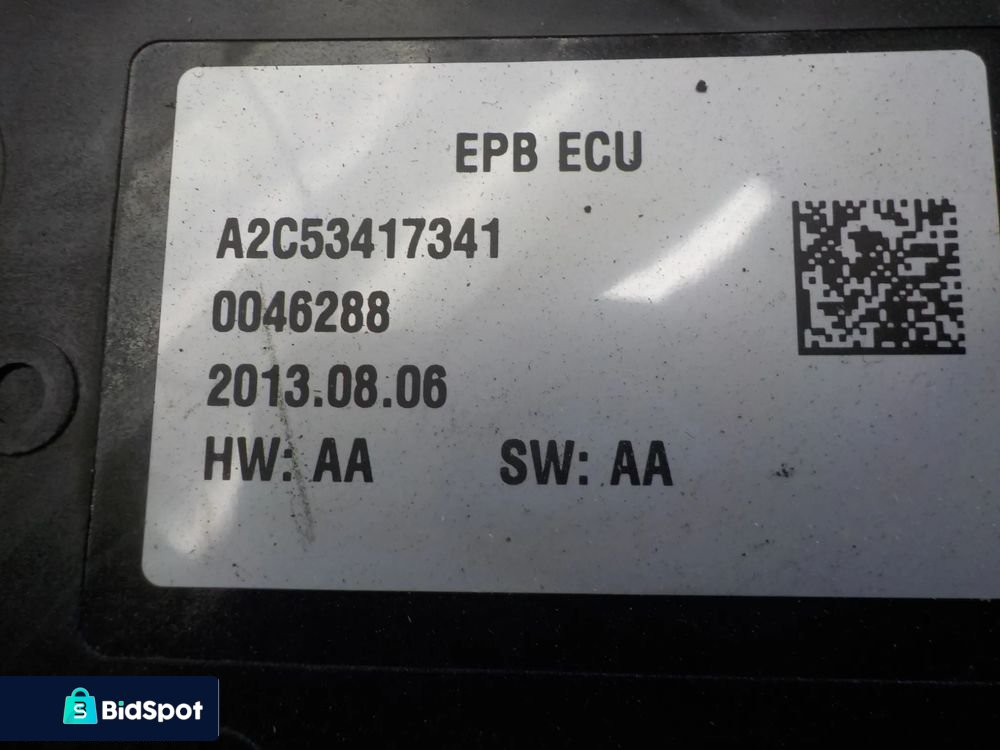 EPB ECU
A2C53417341
0046288
2013.08.06
HW: AA SW: AA
BidSpot